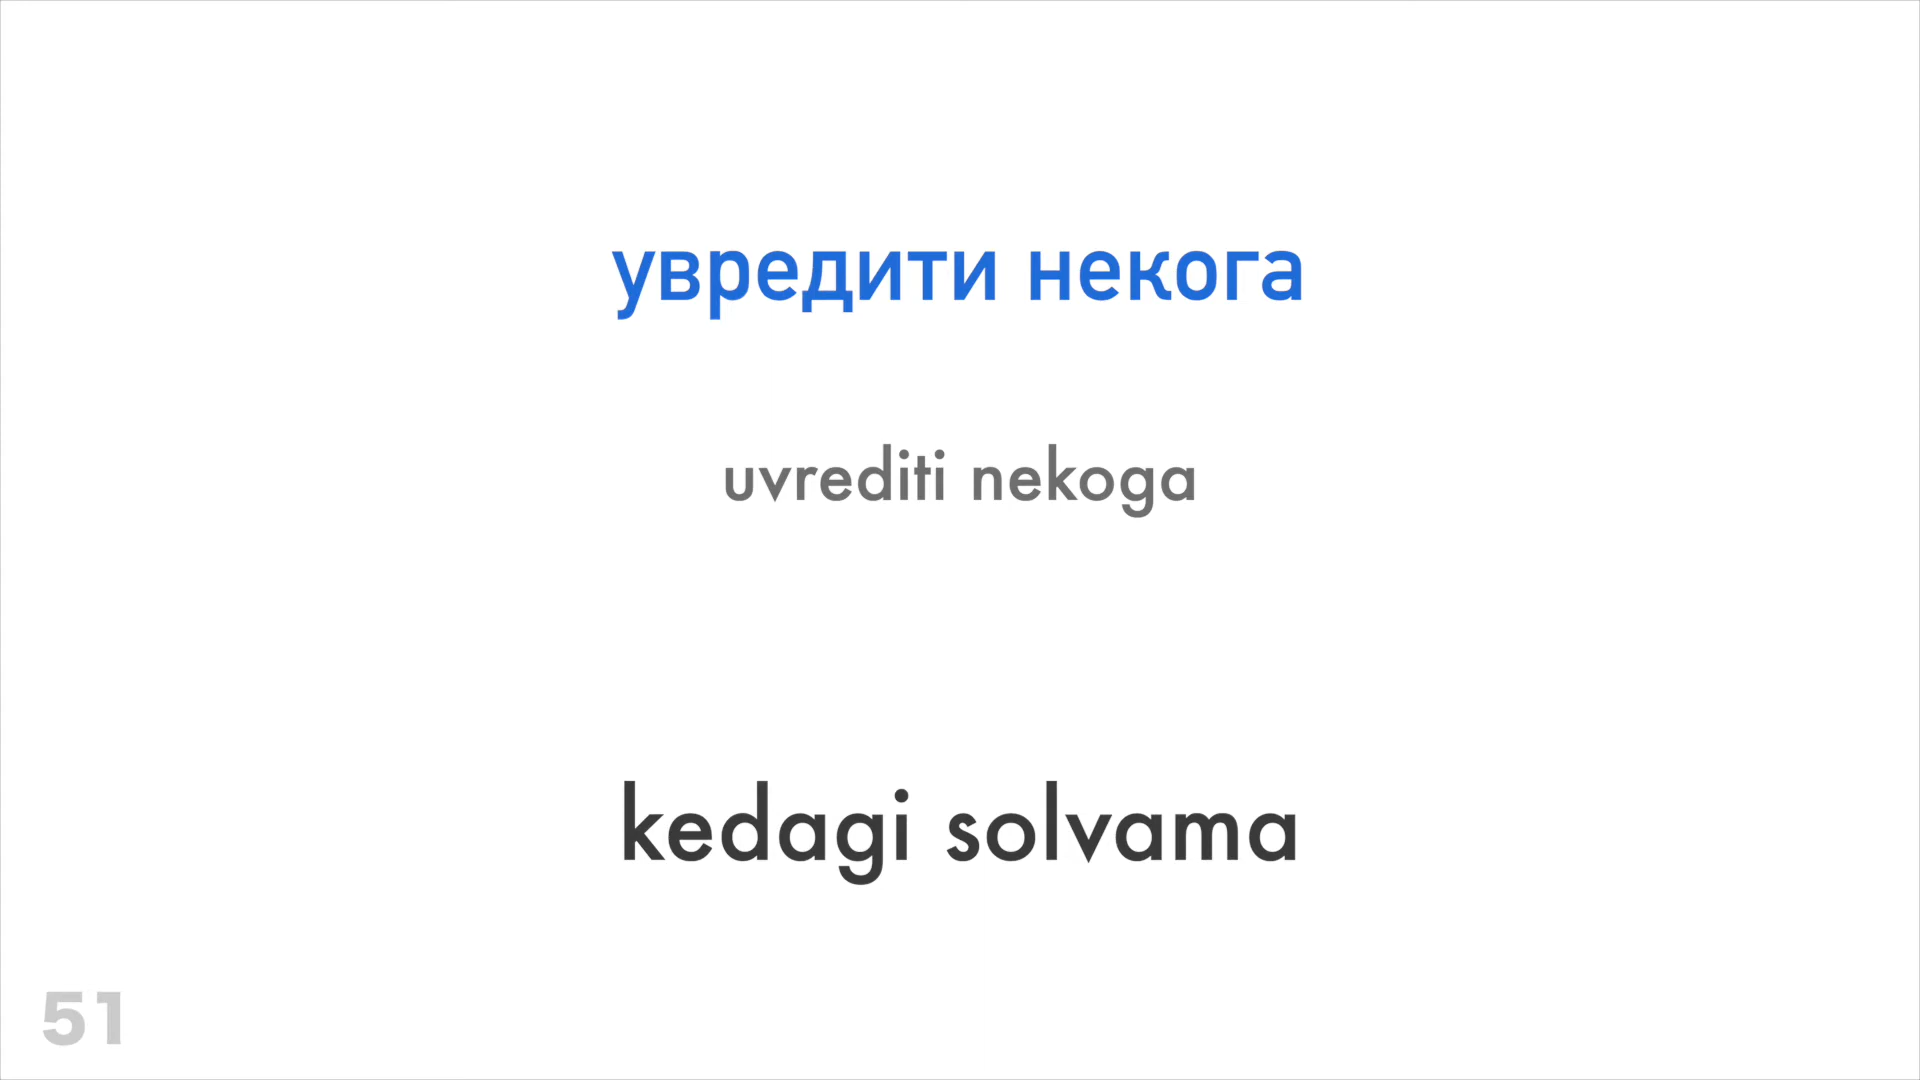 увредити некога
uvrediti nekoga
kedagi solvama
51